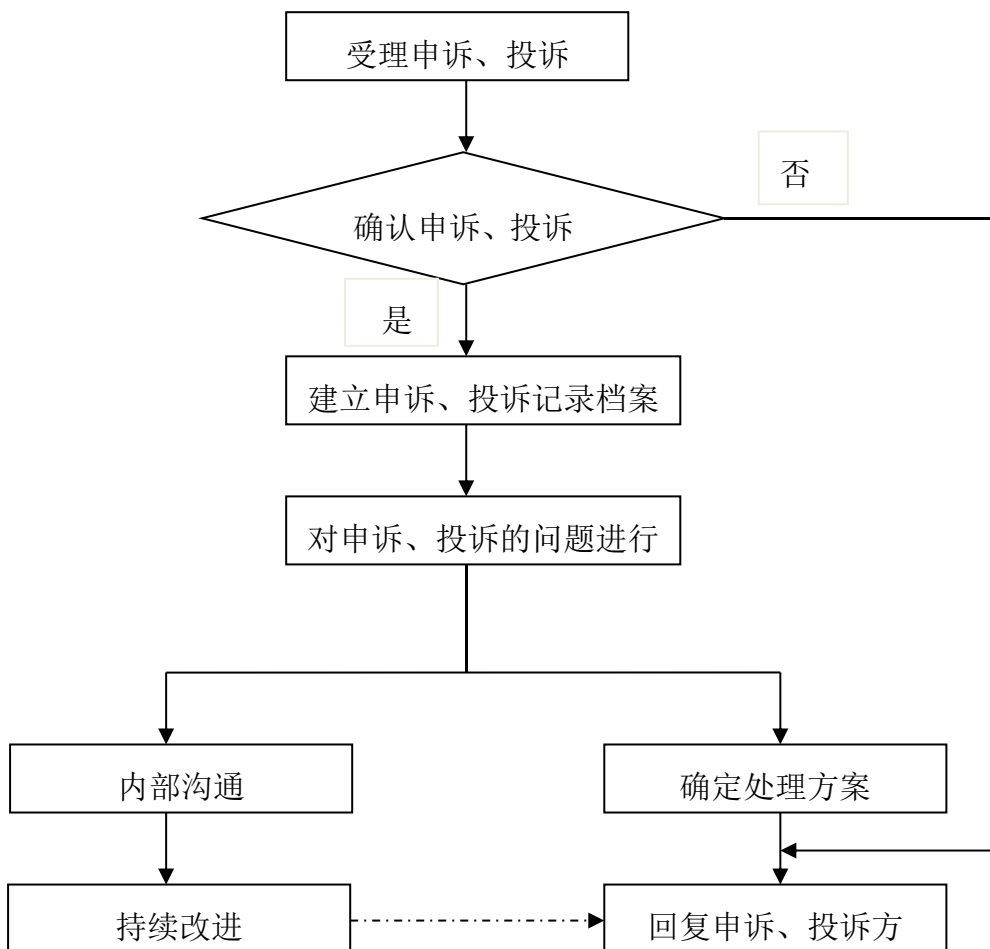 受理申诉、投诉
否
确认申诉、投诉
是
建立申诉、投诉记录档案
对申诉、投诉的问题进行
内部沟通
确定处理方案
持续改进
回复申诉、投诉方